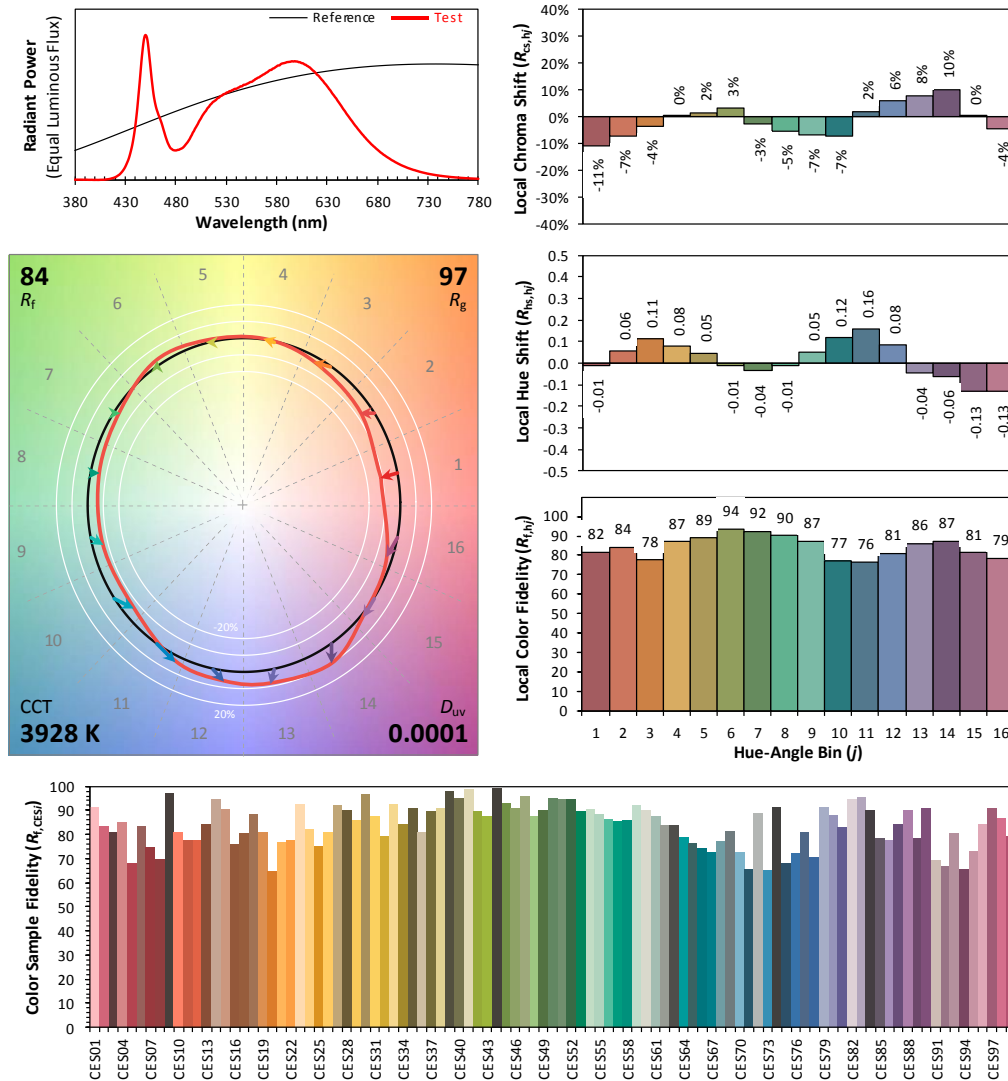 Reference
Test
Radiant Power
(Equal Luminous Flux)
380 430 480 530 580 630 680 730 780
Wavelength (nm)
Local Chroma Shift (Rcs,hj)
40%
30%
20%
10%
0%
-10%
-20%
-30%
-40%
-11% -7% -4% 0% 2% 3% -3% -5% -7% -7% 2% 6% 8% 10% 0% -4%
84
Rf
97
Rg
5 4
6 3
7 2
8 1
9 16
10 15
11 14
12 13
-20%
20%
CCT
3928 K
Duv
0.0001
Local Hue Shift (Rhs,hj)
0.5
0.4
0.3
0.2
0.1
0.0
-0.1
-0.2
-0.3
-0.4
-0.5
-0.01 0.06 0.11 0.08 0.05 -0.01 -0.04 -0.01 0.05 0.12 0.16 0.08 -0.04 -0.06 -0.13 -0.13
Local Color Fidelity (Rf,hj)
100
90
80
70
60
50
40
30
20
10
0
82 84 78 87 89 94 92 90 87 77 76 81 86 87 81 79
1 2 3 4 5 6 7 8 9 10 11 12 13 14 15 16
Hue-Angle Bin (j)
Color Sample Fidelity (Rf,CESi)
100
90
80
70
60
50
40
30
20
10
0
CES01 CES04 CES07 CES10 CES13 CES16 CES19 CES22 CES25 CES28 CES31 CES34 CES37 CES40 CES43 CES46 CES49 CES52 CES55 CES58 CES61 CES64 CES67 CES70 CES73 CES76 CES79 CES82 CES85 CES88 CES91 CES94 CES97